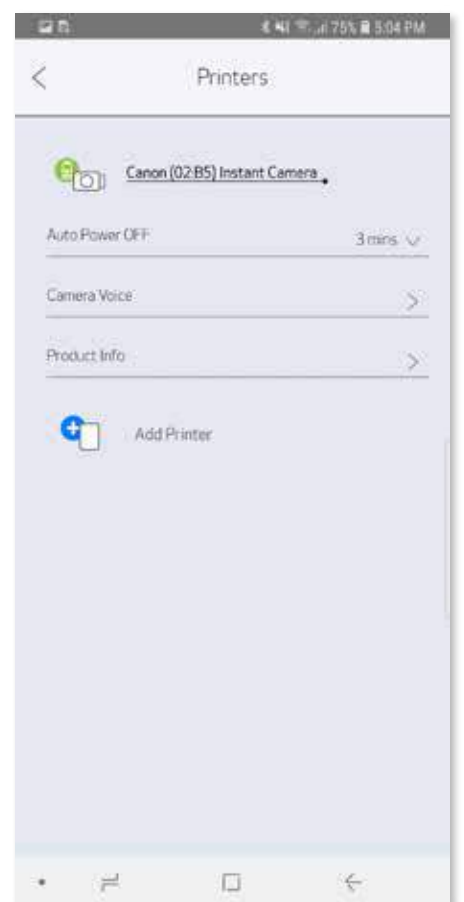 75% 5:04 PM
Printers
Canon (02:B5) Instant Camera
Auto Power OFF
3 mins
Camera Voice
Product Info
Add Printer